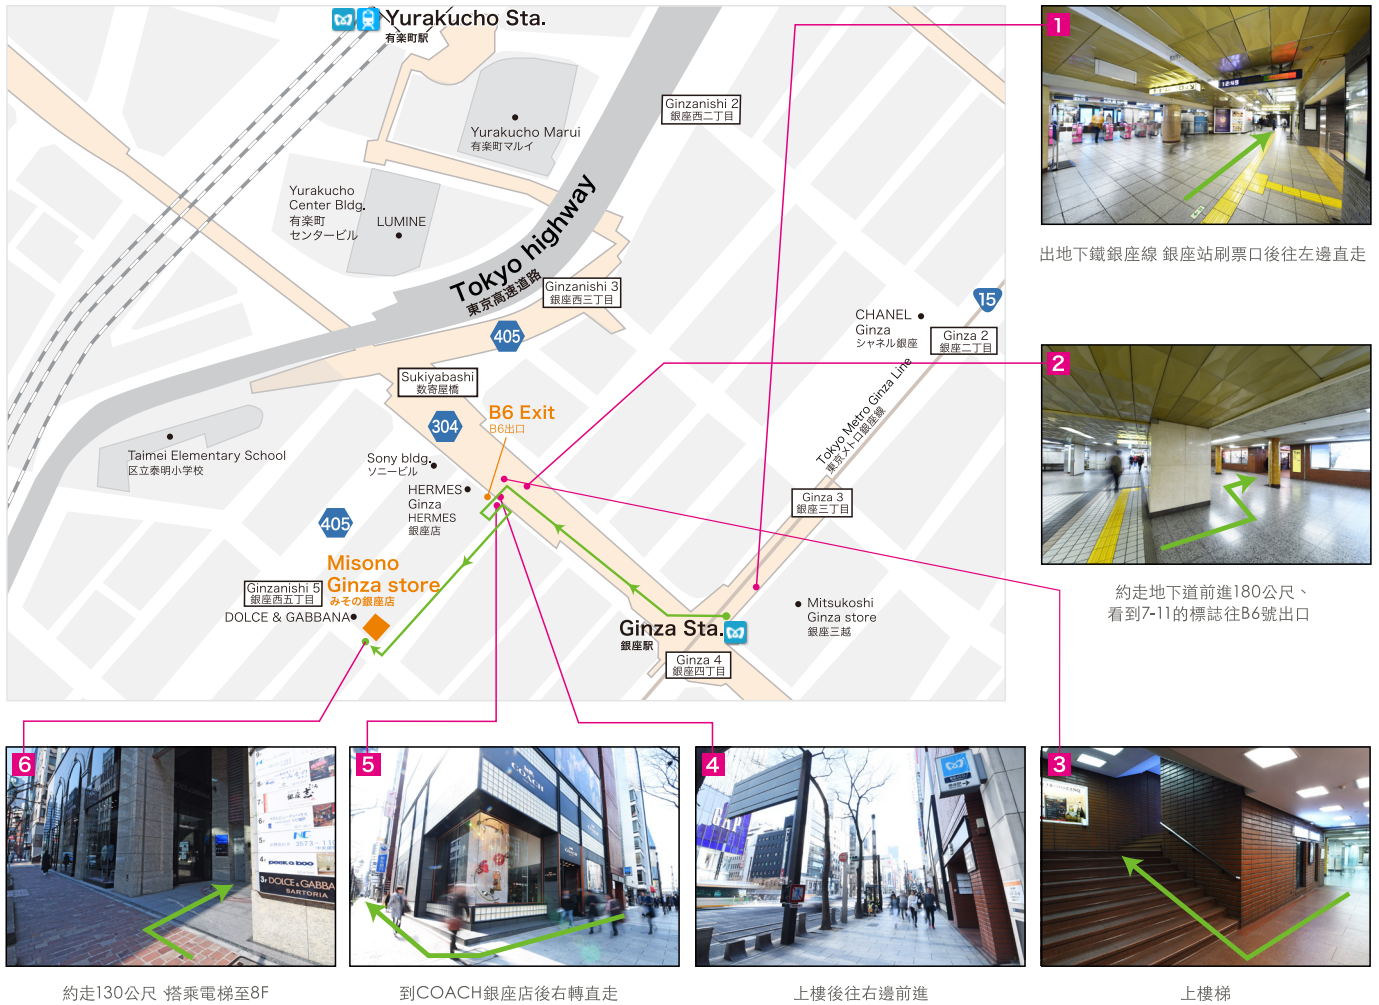 Yurakucho Sta.
有楽町駅
Ginzanishi 2
銀座西二丁目
Yurakucho Marui
有楽町マルイ
Yurakucho
Center Bldg.
有楽町
センタービル
LUMINE
Tokyo highway
東京高速道路
Ginzanishi 3
銀座西三丁目
15
CHANEL
Ginza
シャネル銀座
Ginza 2
銀座二丁目
405
Sukiyabashi
数寄屋橋
Tokyo Metro Ginza Line
東京メトロ銀座線
B6 Exit
B6出口
304
Taimei Elementary School
区立泰明小学校
Sony bldg.
ソニービル
HERMES
Ginza
HERMES
銀座店
Ginza 3
銀座三丁目
405
Misono
Ginza store
みその銀座店
Ginzanishi 5
銀座西五丁目
DOLCE & GABBANA
Mitsukoshi
Ginza store
銀座三越
Ginza Sta.
銀座駅
Ginza 4
銀座四丁目
1
12:49
出地下鐵銀座線 銀座站刷票口後往左邊直走
2
約走地下道前進180公尺、
看到7-11的標誌往B6號出口
3
上樓梯
4
上樓後往右邊前進
5
COACH
到COACH銀座店後右轉直走
6
peek a boo
DOLCE & GABBA
SARTORIA
約走130公尺 搭乘電梯至8F